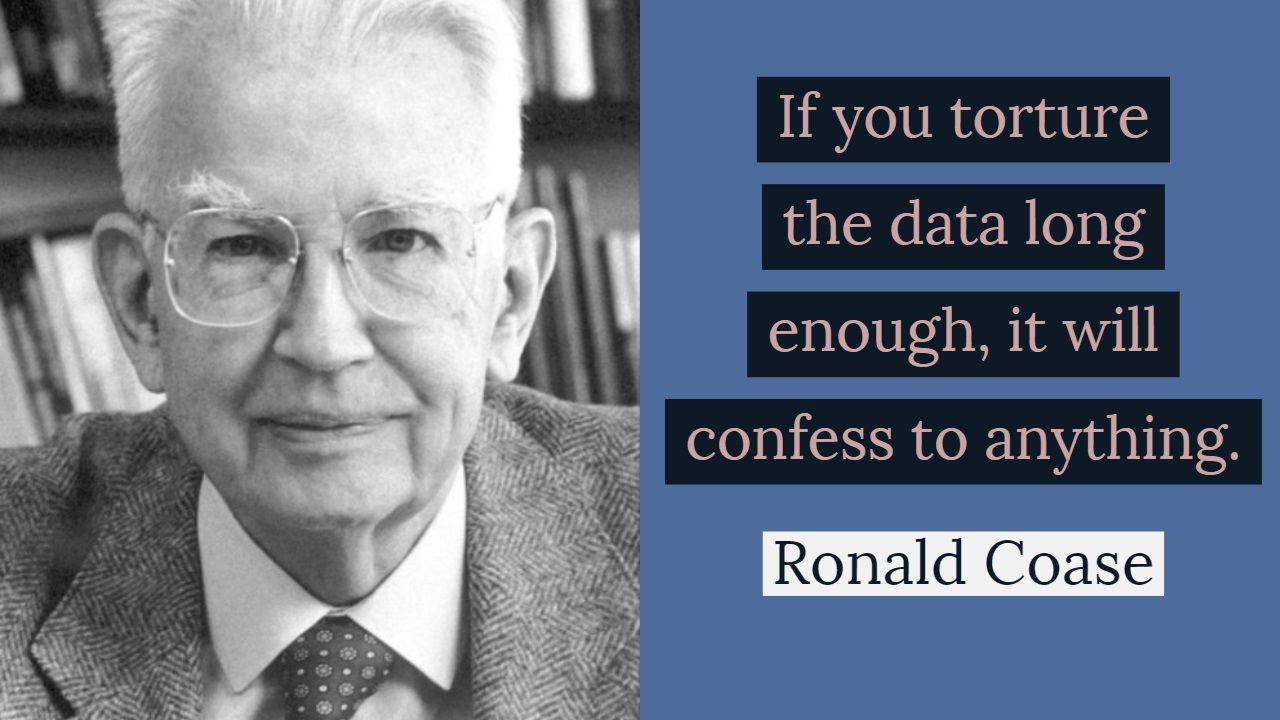 If you torture
the data long
enough, it will
confess to anything.
Ronald Coase